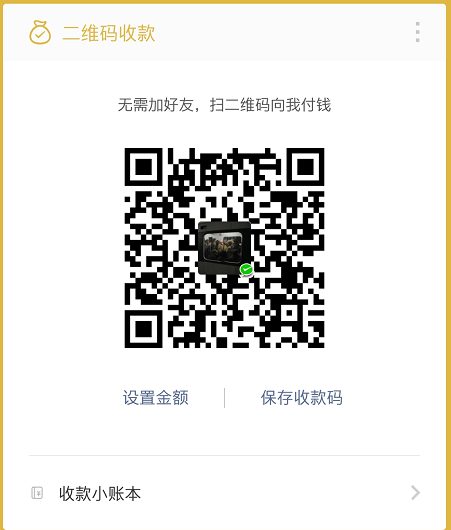 二维码收款
无需加好友，扫二维码向我付钱
设置金额
保存收款码
收款小账本